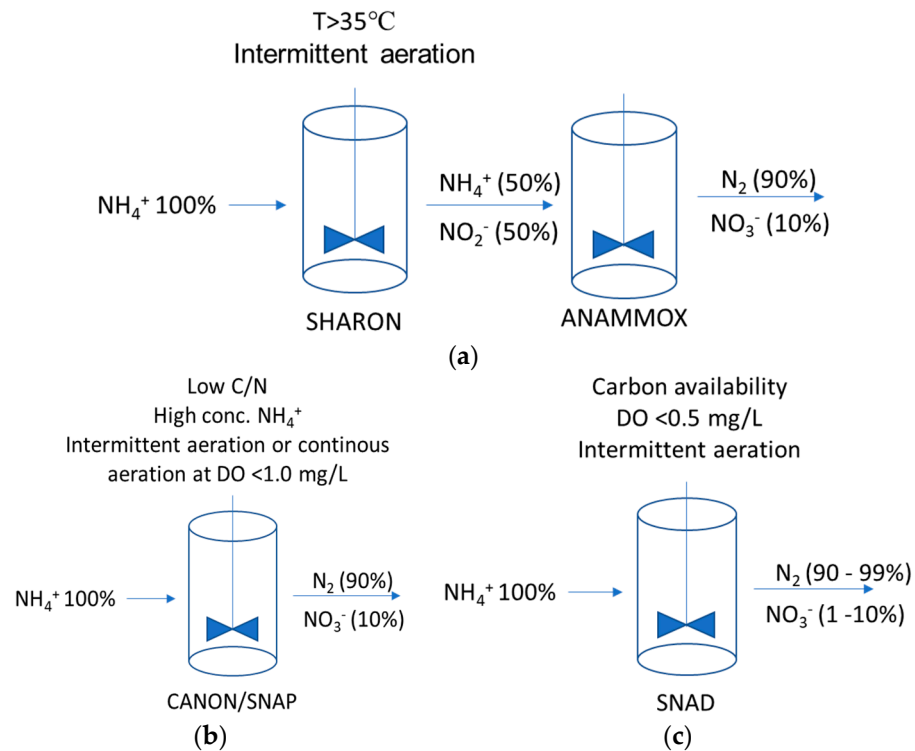 T>35℃
Intermittent aeration
NH₄⁺ 100%
NH₄⁺ (50%)
NO₂⁻ (50%)
N₂ (90%)
NO₃⁻ (10%)
SHARON
ANAMMOX
(a)
Low C/N
High conc. NH₄⁺
Intermittent aeration or continous
aeration at DO <1.0 mg/L
NH₄⁺ 100%
N₂ (90%)
NO₃⁻ (10%)
CANON/SNAP
(b)
Carbon availability
DO <0.5 mg/L
Intermittent aeration
NH₄⁺ 100%
N₂ (90 - 99%)
NO₃⁻ (1 -10%)
SNAD
(c)